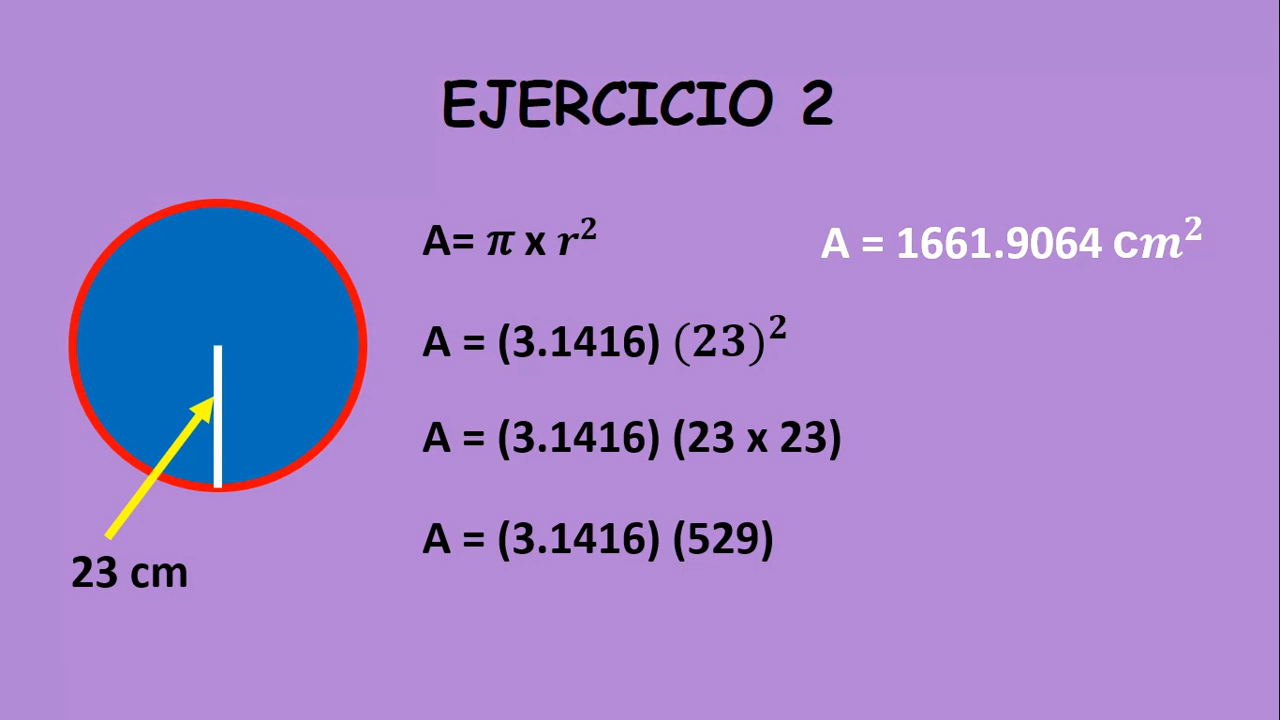 EJERCICIO 2
A= π x r²
A = (3.1416) (23)²
A = (3.1416) (23 x 23)
A = (3.1416) (529)
A = 1661.9064 cm²
23 cm